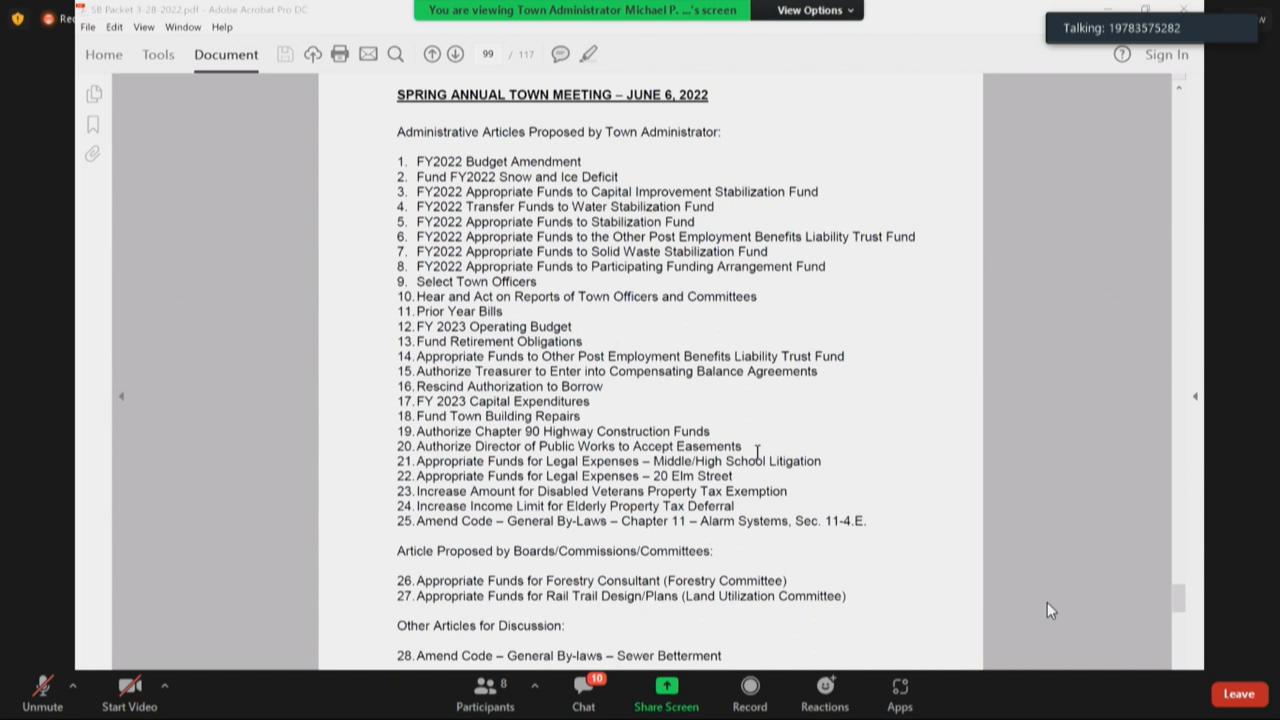 SB Packet 3-28-2022.pdf - Adobe Acrobat Pro DC
You are viewing Town Administrator Michael P. ...'s screen
View Options
Rec
Talking: 19783575282
File Edit View Window Help
Home Tools Document 99 / 117 Sign In
SPRING ANNUAL TOWN MEETING – JUNE 6, 2022
Administrative Articles Proposed by Town Administrator:
1. FY2022 Budget Amendment
2. Fund FY2022 Snow and Ice Deficit
3. FY2022 Appropriate Funds to Capital Improvement Stabilization Fund
4. FY2022 Transfer Funds to Water Stabilization Fund
5. FY2022 Appropriate Funds to Stabilization Fund
6. FY2022 Appropriate Funds to the Other Post Employment Benefits Liability Trust Fund
7. FY2022 Appropriate Funds to Solid Waste Stabilization Fund
8. FY2022 Appropriate Funds to Participating Funding Arrangement Fund
9. Select Town Officers
10. Hear and Act on Reports of Town Officers and Committees
11. Prior Year Bills
12. FY 2023 Operating Budget
13. Fund Retirement Obligations
14. Appropriate Funds to Other Post Employment Benefits Liability Trust Fund
15. Authorize Treasurer to Enter into Compensating Balance Agreements
16. Rescind Authorization to Borrow
17. FY 2023 Capital Expenditures
18. Fund Town Building Repairs
19. Authorize Chapter 90 Highway Construction Funds
20. Authorize Director of Public Works to Accept Easements
21. Appropriate Funds for Legal Expenses – Middle/High School Litigation
22. Appropriate Funds for Legal Expenses – 20 Elm Street
23. Increase Amount for Disabled Veterans Property Tax Exemption
24. Increase Income Limit for Elderly Property Tax Deferral
25. Amend Code – General By-Laws – Chapter 11 – Alarm Systems, Sec. 11-4.E.
Article Proposed by Boards/Commissions/Committees:
26. Appropriate Funds for Forestry Consultant (Forestry Committee)
27. Appropriate Funds for Rail Trail Design/Plans (Land Utilization Committee)
Other Articles for Discussion:
28. Amend Code – General By-laws – Sewer Betterment
8 10
Unmute Start Video Participants Chat Share Screen Record Reactions Apps Leave